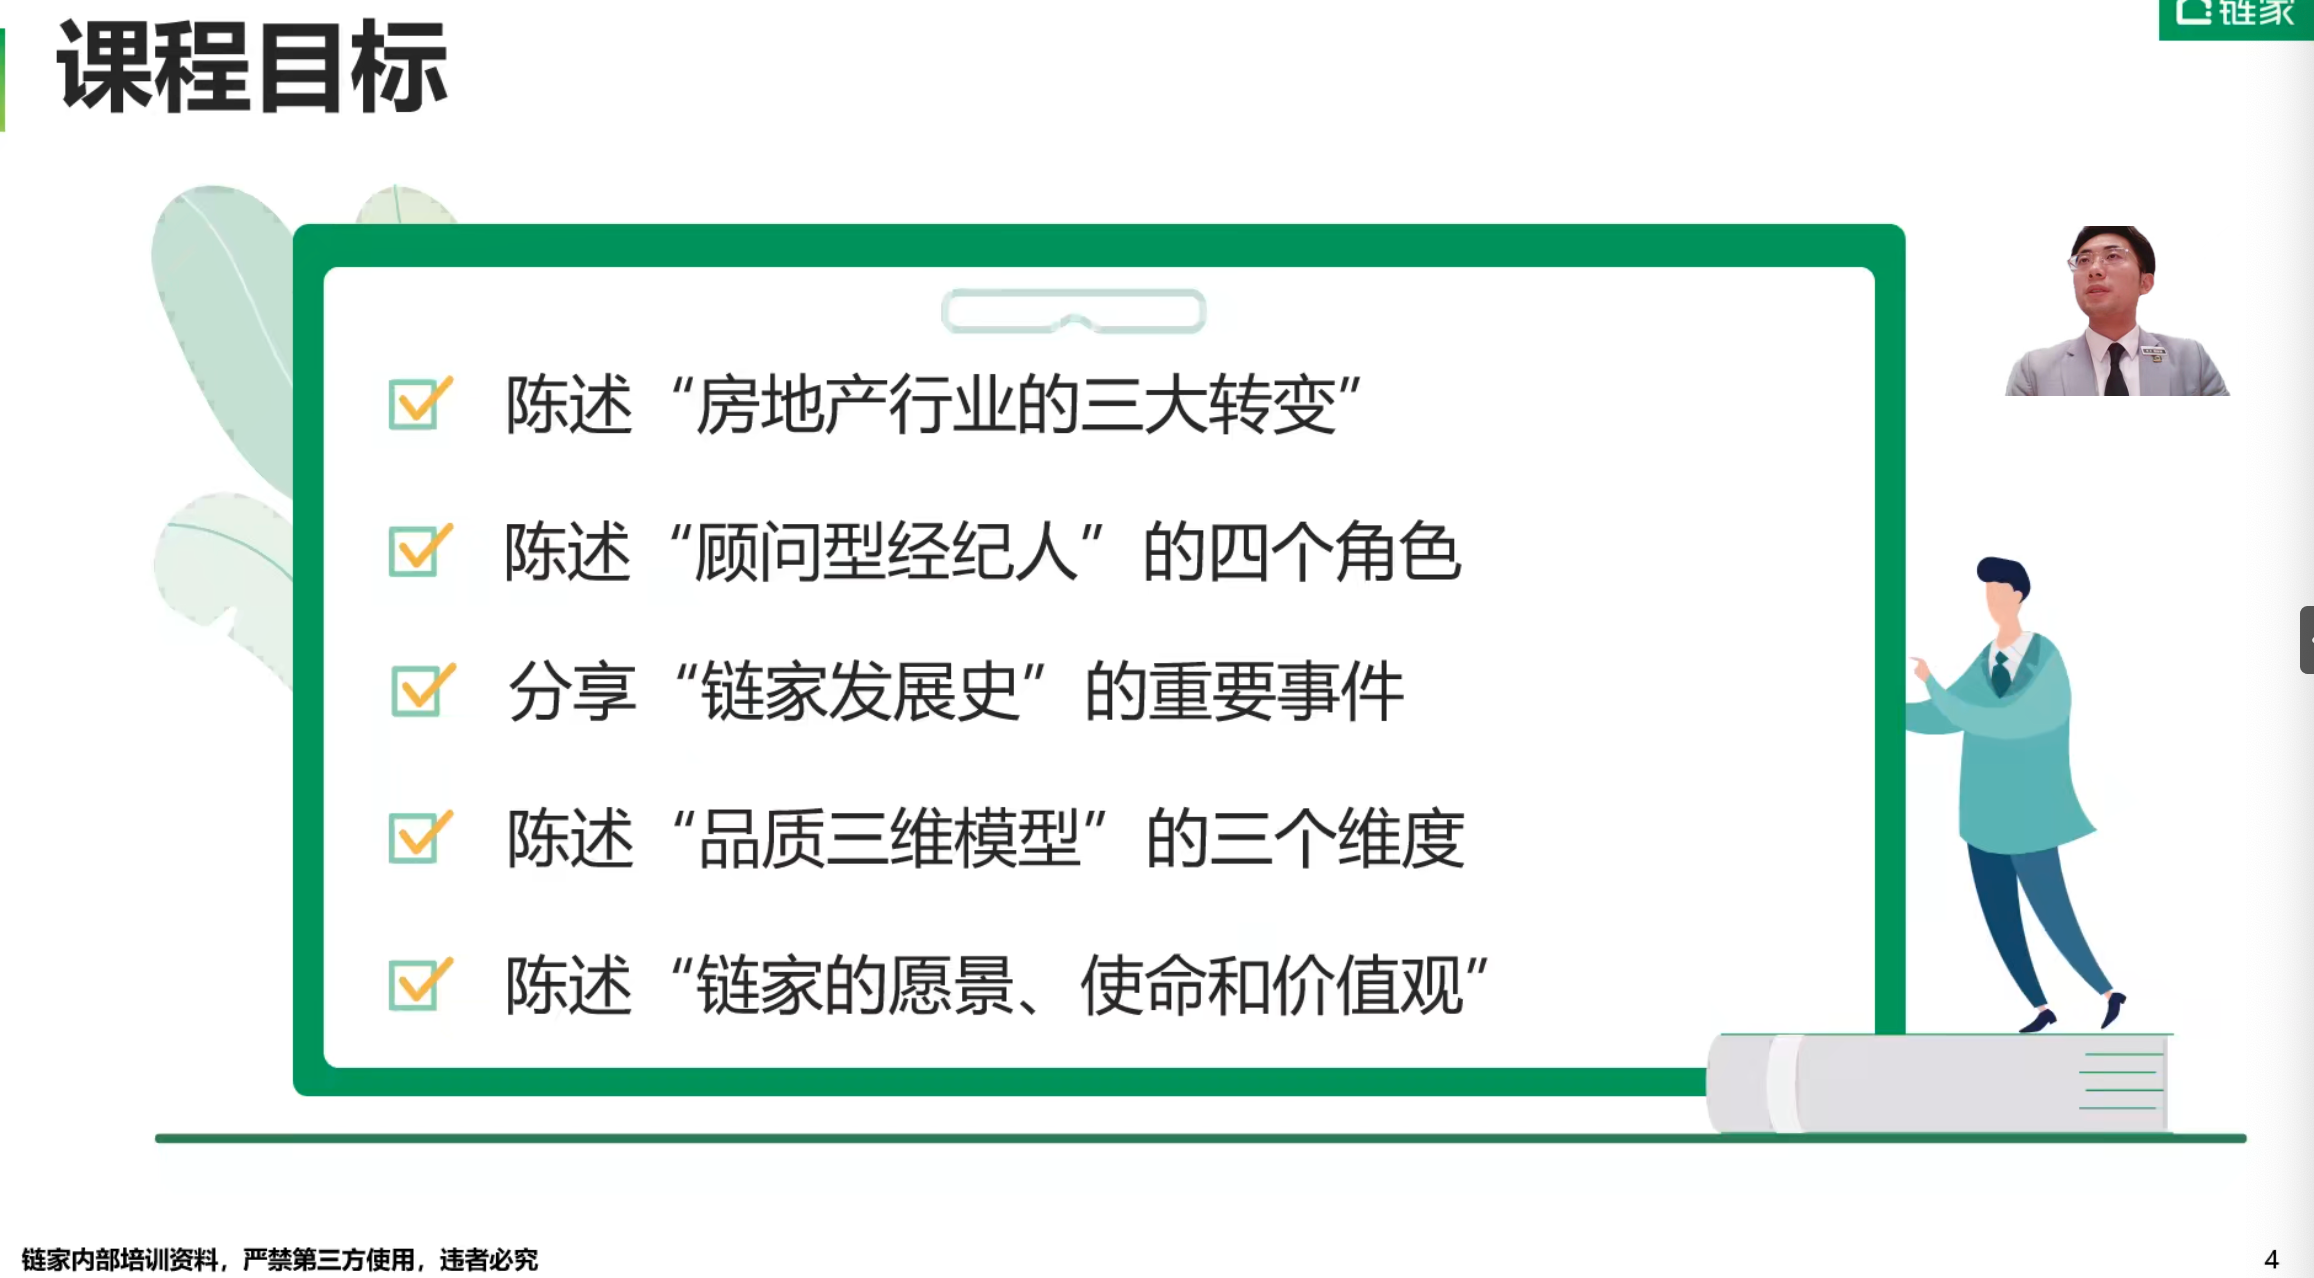 课程目标
链家
陈述“房地产行业的三大转变”
陈述“顾问型经纪人”的四个角色
分享“链家发展史”的重要事件
陈述“品质三维模型”的三个维度
陈述“链家的愿景、使命和价值观”
链家内部培训资料，严禁第三方使用，违者必究
4